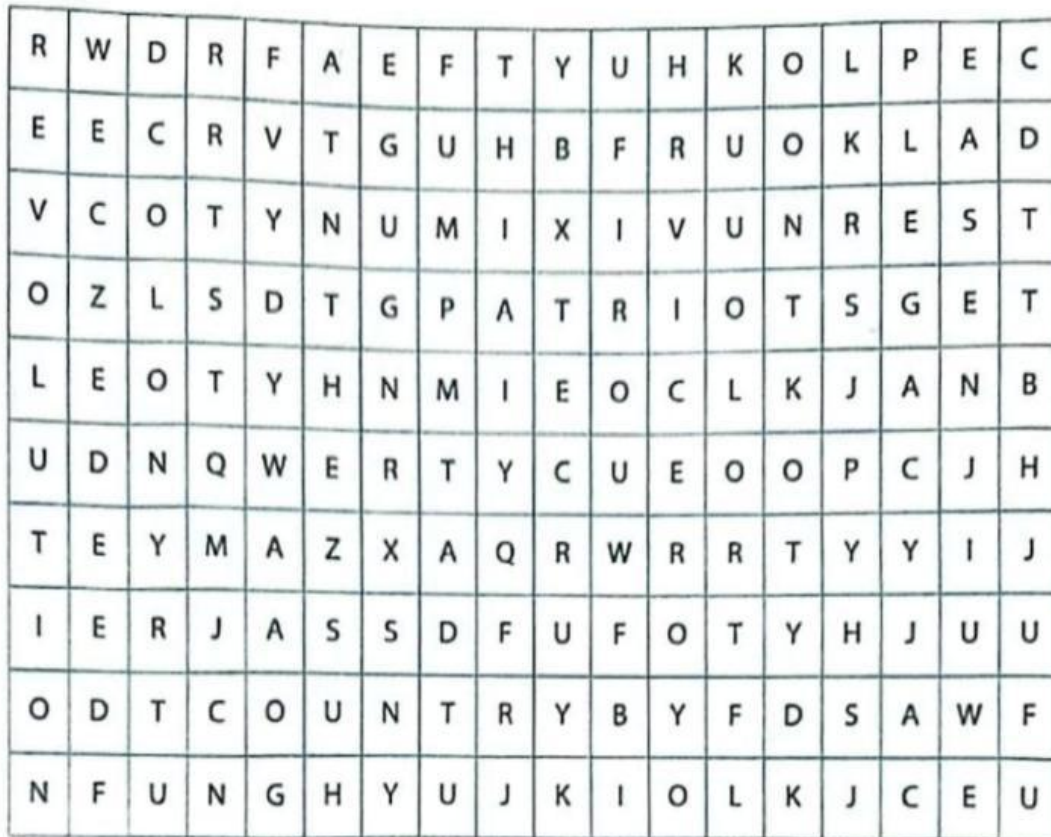 R W D R F A E F T Y U H K O L P E C
E E C R V T G U H B F R U O K L A D
V C O T Y N U M I X I V U N R E S T
O Z L S D T G P A T R I O T S G E T
L E O T Y H N M I E O C L K J A N B
U D N Q W E R T Y C U E O O P C J H
T E Y M A Z X A Q R W R R T Y Y I J
I E R J A S S D F U F O T Y H J U U
O D T C O U N T R Y B Y F D S A W F
N F U N G H Y U J K I O L K J C E U